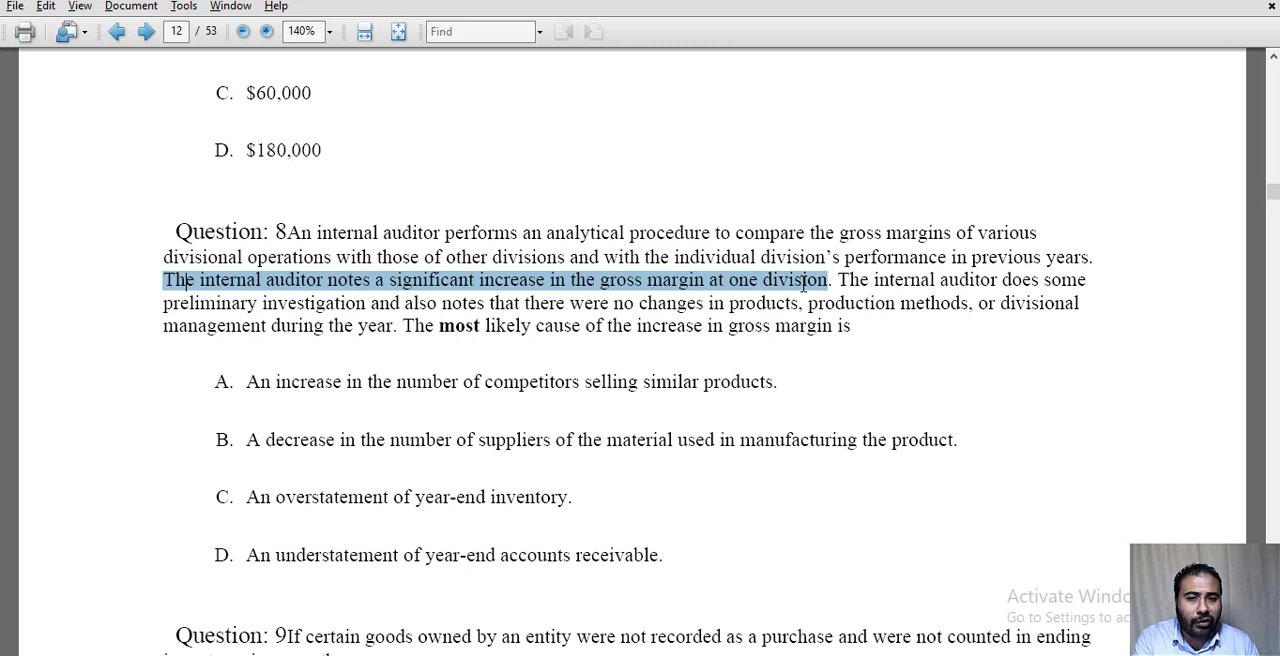 File Edit View Document Tools Window Help
12 / 53 140% Find
C. $60,000
D. $180,000
Question: 8An internal auditor performs an analytical procedure to compare the gross margins of various
divisional operations with those of other divisions and with the individual division’s performance in previous years.
The internal auditor notes a significant increase in the gross margin at one division. The internal auditor does some
preliminary investigation and also notes that there were no changes in products, production methods, or divisional
management during the year. The most likely cause of the increase in gross margin is
A. An increase in the number of competitors selling similar products.
B. A decrease in the number of suppliers of the material used in manufacturing the product.
C. An overstatement of year-end inventory.
D. An understatement of year-end accounts receivable.
Activate
Go to Settings to
Question: 9If certain goods owned by an entity were not recorded as a purchase and were not counted in ending